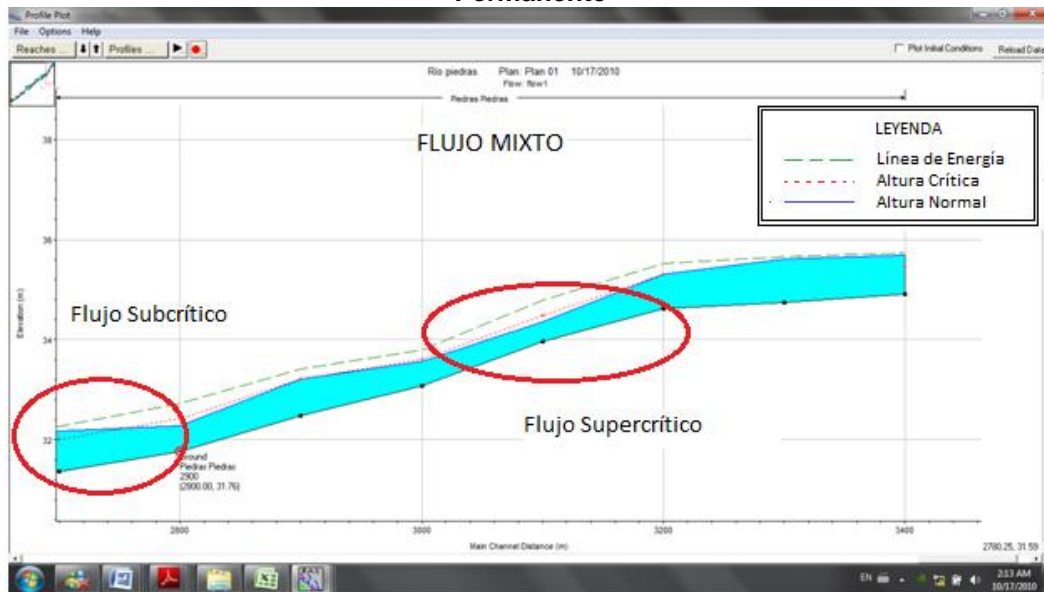 Permanente
Profile Plot
File Options Help
Reaches ... Profiles ... Plot Initial Conditions Reload Data
Rio piedras Plan: Plan 01 10/17/2010
Flow: flow1
Piedras Piedras
FLUJO MIXTO
LEYENDA
Línea de Energía
Altura Crítica
Altura Normal
38
36
34
32
Elevation (m)
Flujo Subcrítico
Flujo Supercrítico
Ground
Piedras Piedras
2900
31.76)
2800
3000
3200
3400
Main Channel Distance (m)
2780.25, 31.59
EN
2:13 AM
10/17/2010